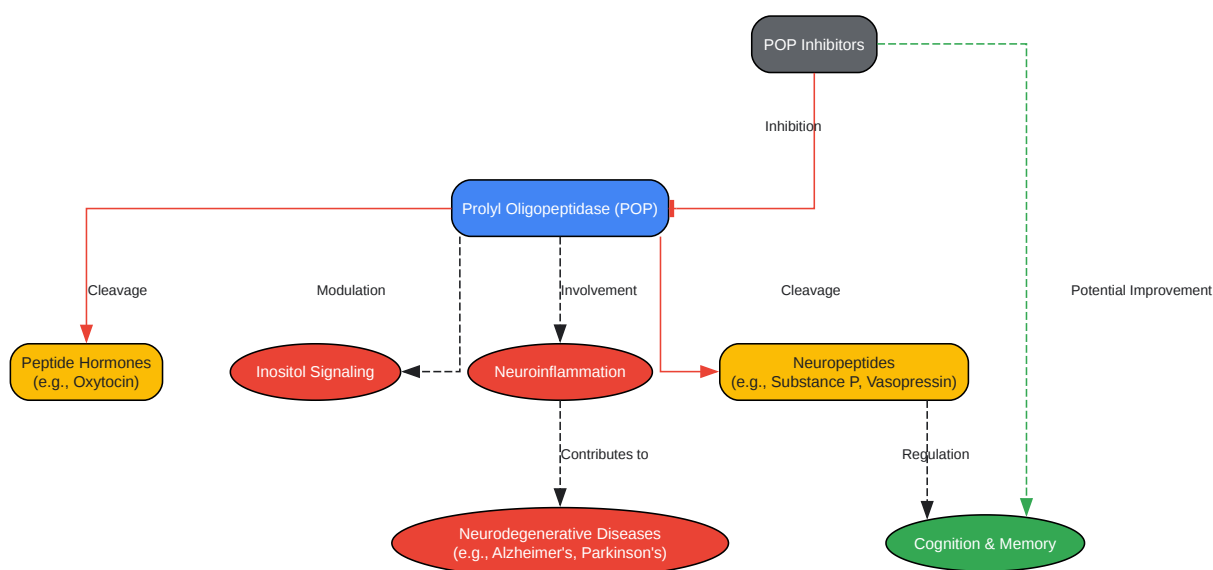 POP Inhibitors
Inhibition
Prolyl Oligopeptidase (POP)
Cleavage
Modulation
Involvement
Cleavage
Potential Improvement
Peptide Hormones
(e.g., Oxytocin)
Inositol Signaling
Neuroinflammation
Neuropeptides
(e.g., Substance P, Vasopressin)
Contributes to
Regulation
Neurodegenerative Diseases
(e.g., Alzheimer's, Parkinson's)
Cognition & Memory